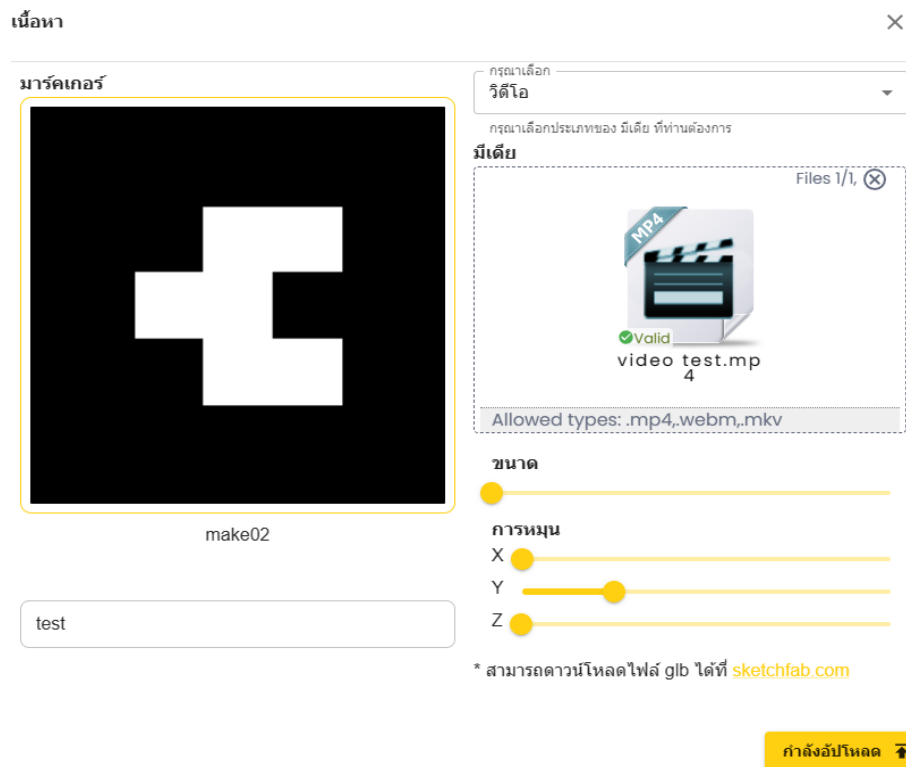 เนื้อหา
มาร์คเกอร์
make02
test
กรุณาเลือก
วิดีโอ
กรุณาเลือกประเภทของ มีเดีย ที่ท่านต้องการ
มีเดีย
Files 1/1,
MP4
Valid
video test.mp
4
Allowed types: .mp4,.webm,.mkv
ขนาด
การหมุน
X
Y
Z
* สามารถดาวน์โหลดไฟล์ glb ได้ที่ sketchfab.com
กำลังอัปโหลด